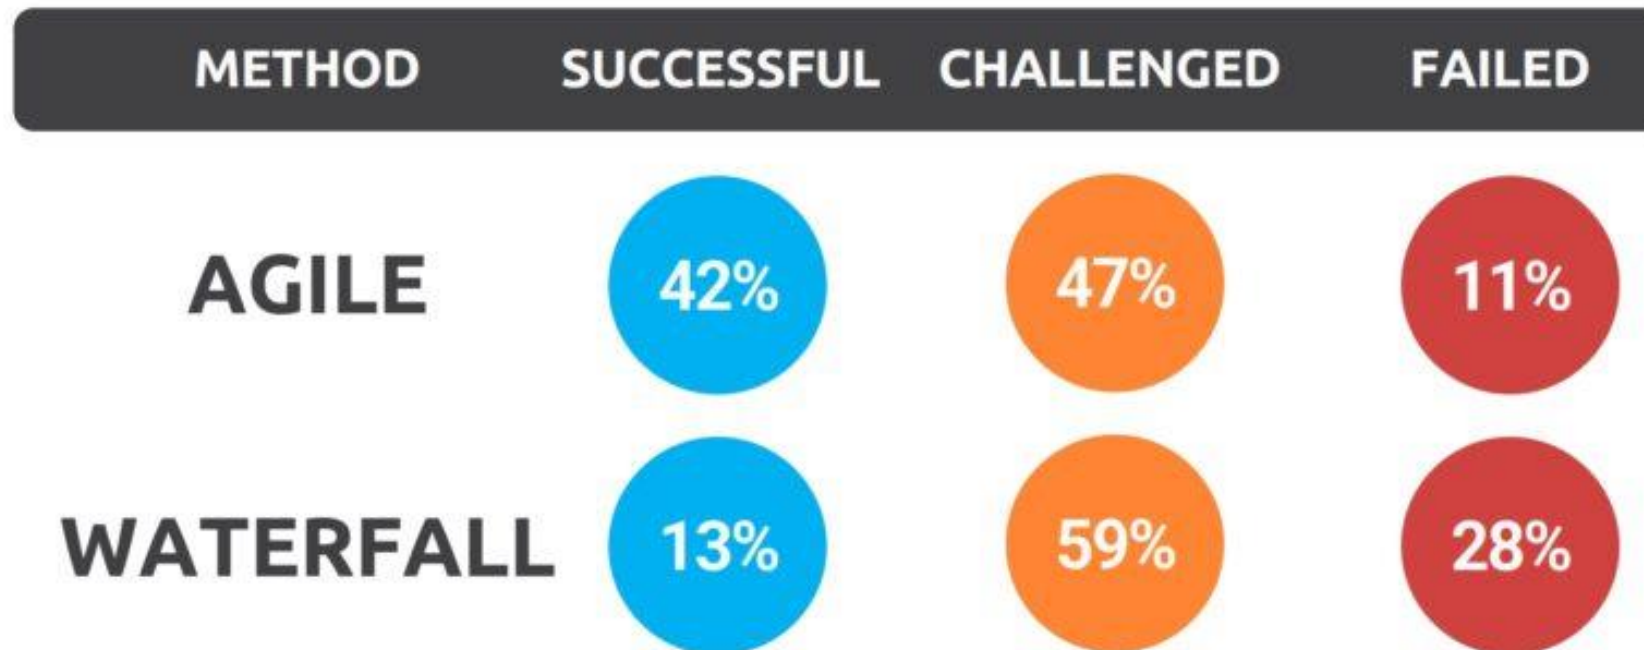 METHOD SUCCESSFUL CHALLENGED FAILED
AGILE 42% 47% 11%
WATERFALL 13% 59% 28%